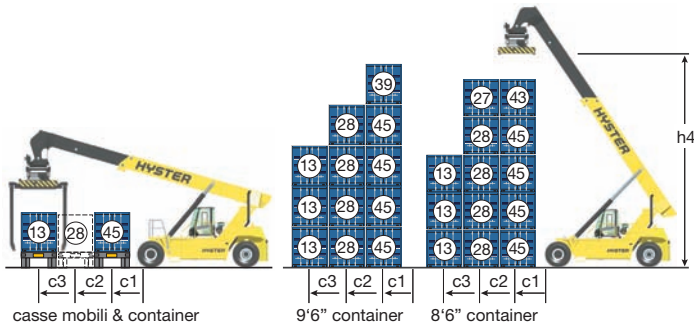 39
27 43
28 45
28 45
13 28 45
13 28 45
h4
HYSTER
HYSTER
13 28 45
13 28 45
13 28 45
13 28 45
HYSTER
HYSTER
13 28 45
c3 c2 c1
c3 c2 c1
c3 c2 c1
casse mobili & container
9‘6” container
8‘6” container